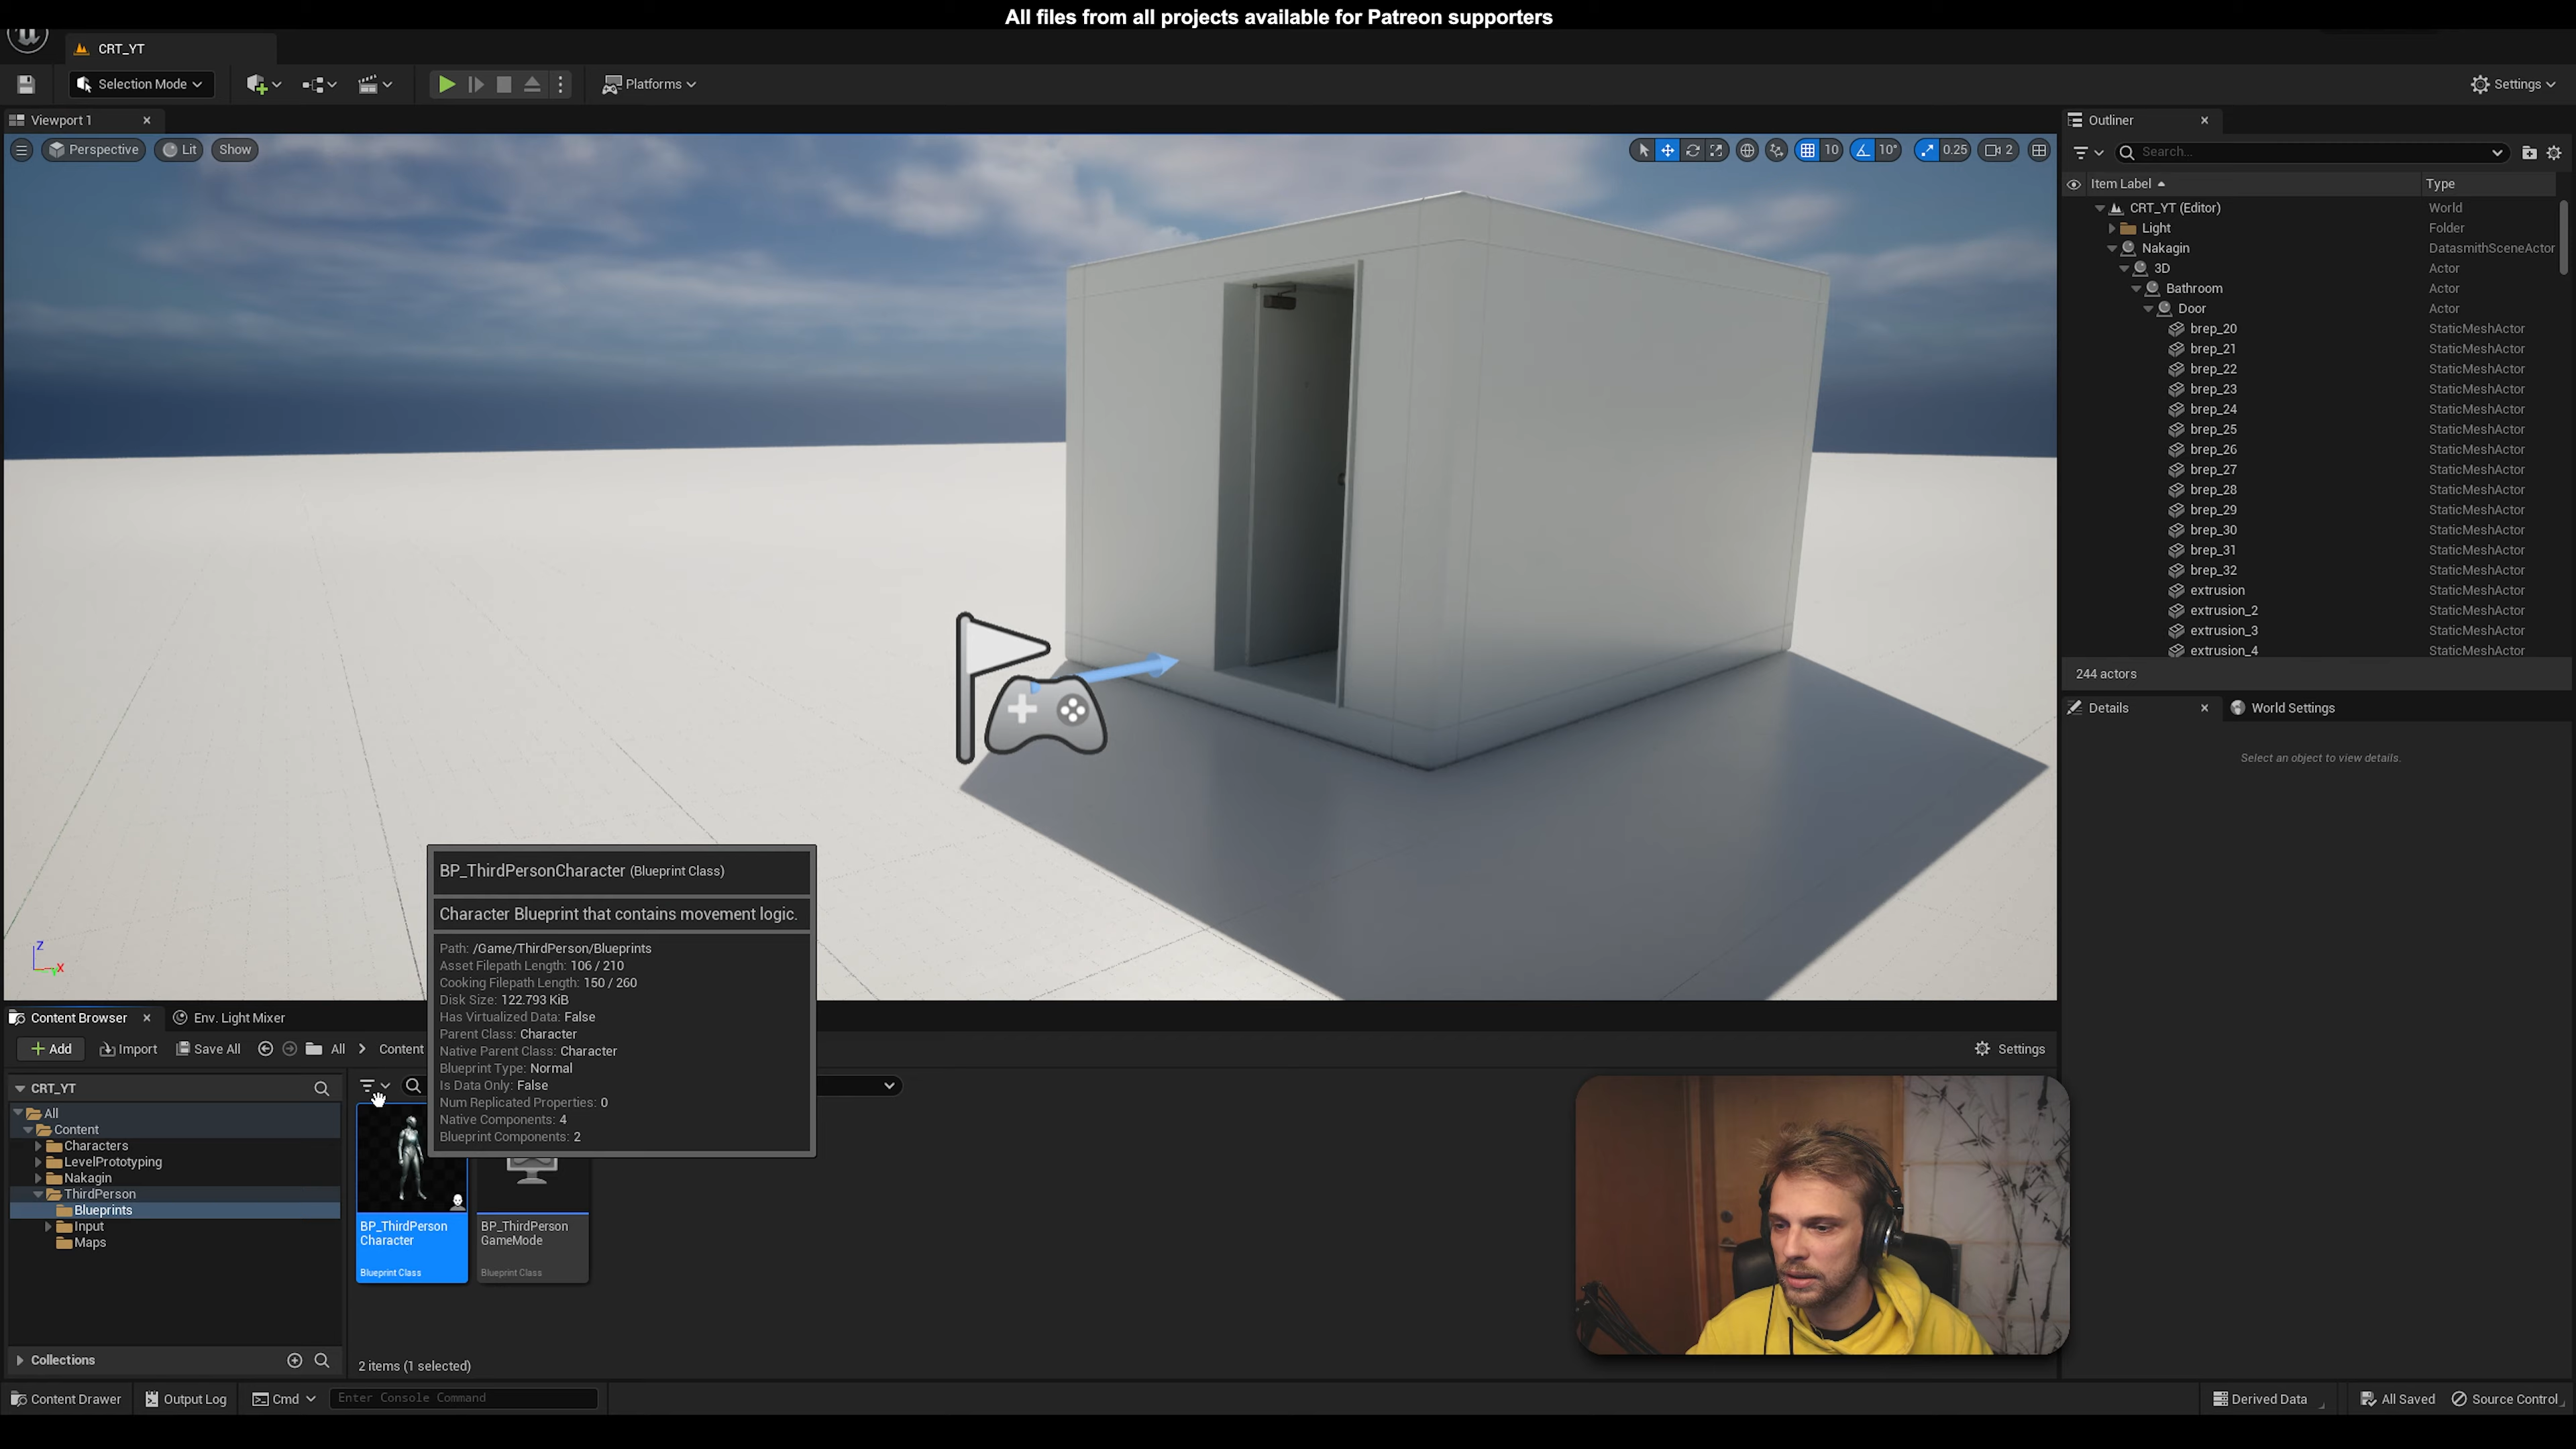 All files from all projects available for Patreon supporters
CRT_YT
Selection Mode
Platforms
Settings
Viewport 1
Perspective
Lit
Show
10
10°
0.25
2
Outliner
Search...
Item Label
Type
CRT_YT (Editor)
World
Light
Folder
Nakagin
DatasmithSceneActor
3D
Actor
Bathroom
Actor
Door
Actor
brep_20
StaticMeshActor
brep_21
StaticMeshActor
brep_22
StaticMeshActor
brep_23
StaticMeshActor
brep_24
StaticMeshActor
brep_25
StaticMeshActor
brep_26
StaticMeshActor
brep_27
StaticMeshActor
brep_28
StaticMeshActor
brep_29
StaticMeshActor
brep_30
StaticMeshActor
brep_31
StaticMeshActor
brep_32
StaticMeshActor
extrusion
StaticMeshActor
extrusion_2
StaticMeshActor
extrusion_3
StaticMeshActor
extrusion_4
StaticMeshActor
244 actors
Details
World Settings
Select an object to view details.
BP_ThirdPersonCharacter (Blueprint Class)
Character Blueprint that contains movement logic.
Path: /Game/ThirdPerson/Blueprints
Asset Filepath Length: 106 / 210
Cooking Filepath Length: 150 / 260
Disk Size: 122.793 KiB
Has Virtualized Data: False
Parent Class: Character
Native Parent Class: Character
Blueprint Type: Normal
Is Data Only: False
Num Replicated Properties: 0
Native Components: 4
Blueprint Components: 2
Z
X
Content Browser
Env. Light Mixer
Add
Import
Save All
All
Content
Settings
CRT_YT
All
Content
Characters
LevelPrototyping
Nakagin
ThirdPerson
Blueprints
Input
Maps
BP_ThirdPerson
Character
Blueprint Class
BP_ThirdPerson
GameMode
Blueprint Class
Collections
2 items (1 selected)
Content Drawer
Output Log
Cmd
Enter Console Command
Derived Data
All Saved
Source Control